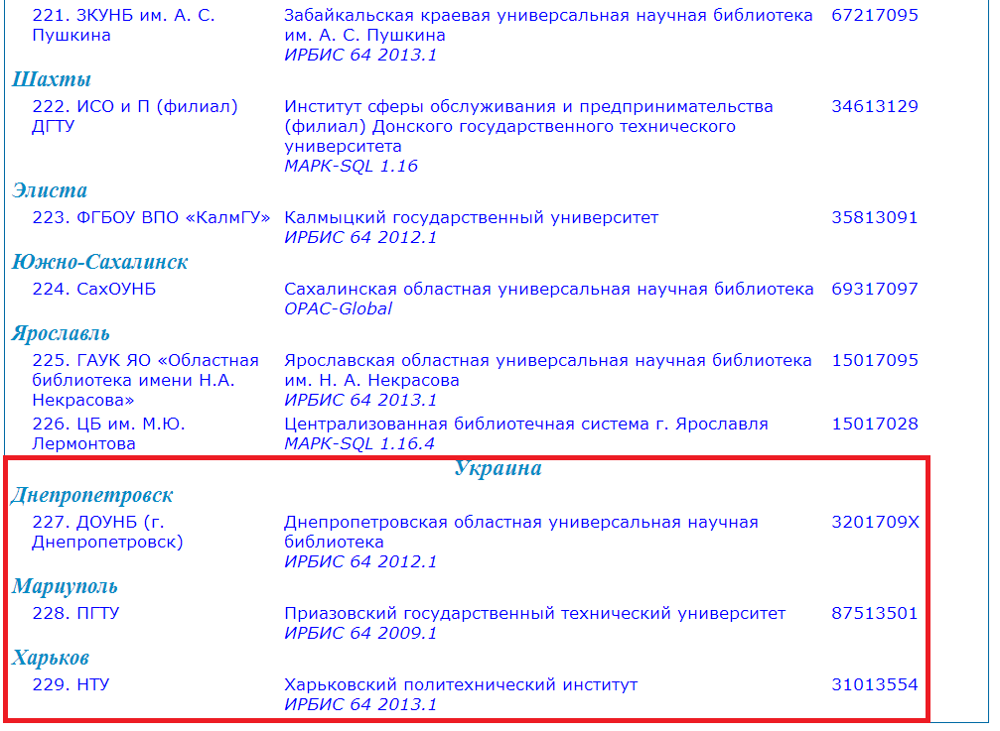 221. ЗКУНБ им. А. С. Пушкина
Забайкальская краевая универсальная научная библиотека им. А. С. Пушкина
ИРБИС 64 2013.1
67217095
Шахты
222. ИСО и П (филиал) ДГТУ
Институт сферы обслуживания и предпринимательства (филиал) Донского государственного технического университета
МАРК-SQL 1.16
34613129
Элиста
223. ФГБОУ ВПО «КалмГУ»
Калмыцкий государственный университет
ИРБИС 64 2012.1
35813091
Южно-Сахалинск
224. СахОУНБ
Сахалинская областная универсальная научная библиотека
OPAC-Global
69317097
Ярославль
225. ГАУК ЯО «Областная библиотека имени Н.А. Некрасова»
Ярославская областная универсальная научная библиотека им. Н. А. Некрасова
ИРБИС 64 2013.1
15017095
226. ЦБ им. М.Ю. Лермонтова
Централизованная библиотечная система г. Ярославля
МАРК-SQL 1.16.4
15017028
Украина
Днепропетровск
227. ДОУНБ (г. Днепропетровск)
Днепропетровская областная универсальная научная библиотека
ИРБИС 64 2012.1
3201709X
Мариуполь
228. ПГТУ
Приазовский государственный технический университет
ИРБИС 64 2009.1
87513501
Харьков
229. НТУ
Харьковский политехнический институт
ИРБИС 64 2013.1
31013554